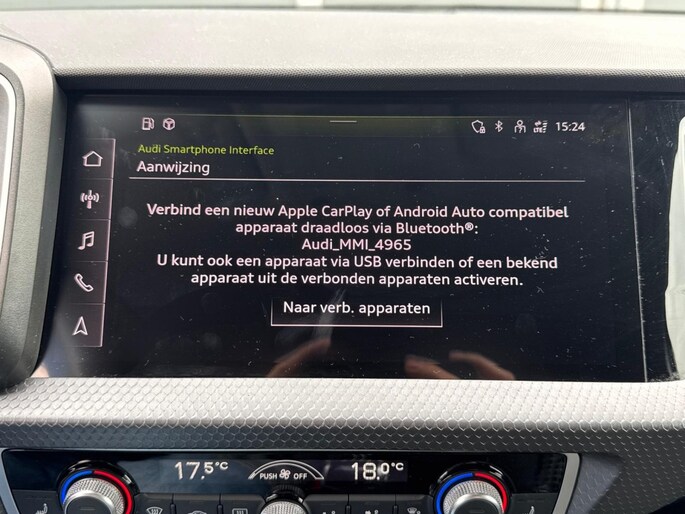 15:24
Audi Smartphone Interface
Aanwijzing
Verbind een nieuw Apple CarPlay of Android Auto compatibel
apparaat draadloos via Bluetooth®:
Audi_MMI_4965
U kunt ook een apparaat via USB verbinden of een bekend
apparaat uit de verbonden apparaten activeren.
Naar verb. apparaten
17.5°C
PUSH OFF
18.0°C